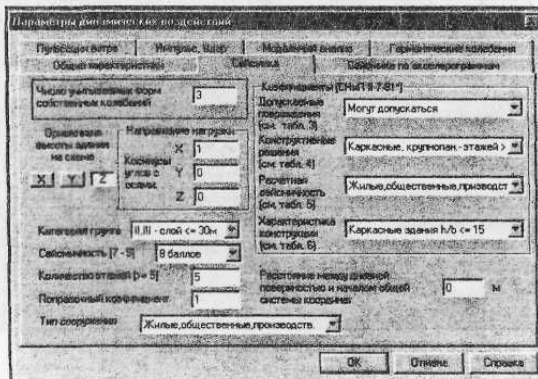 Параметры динамических воздействий
Пульсации ветра
Импульс, Удар
Модальный анализ
Гармонические колебания
Общие характеристики
Сейсмика
Сейсмика по акселерограммам
Число учитываемых форм
собственных колебаний
3
Ориентация
высоты здания
на схеме
X Y Z
Направление нагрузки
Косинусы
углов с
осями:
X 1
Y 0
Z 0
Категория грунта
II,III - слой <= 30м
Сейсмичность [7 - 9]
8 баллов
Количество этажей
5
Поправочный коэффициент
1
Тип сооружения
Жилые,общественные,производств.
Коэффициенты (СНиП II-7-81*)
Допускаемые
повреждения
(см. табл. 3)
Могут допускаться
Конструктивные
решения
(см. табл. 4)
Каркасные, крупнопан.- этажей >
Расчётная
сейсмичность
(см. табл. 5)
Жилые,общественные,призводст
Характеристика
конструкции
(см. табл. 6)
Каркасные здания h/b <= 15
Расстояние между дневной
поверхностью и началом общей
системы координат
0 м
OK
Отмена
Справка